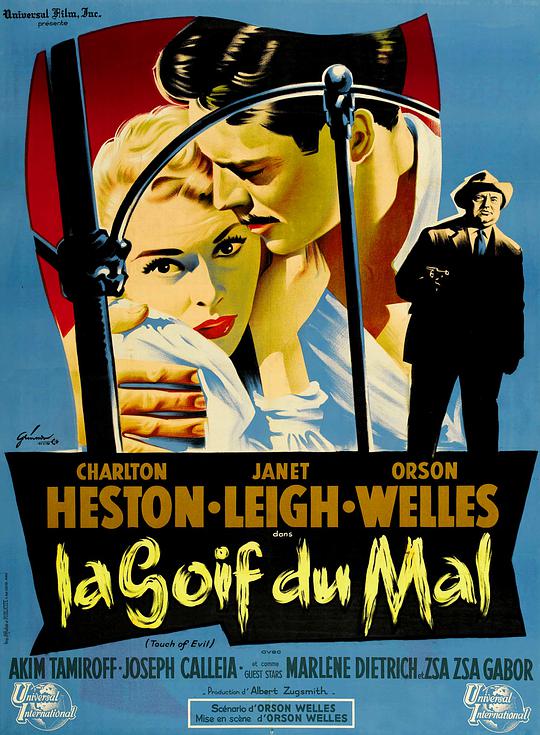 Universal Film, Inc.
présente
CHARLTON JANET ORSON
HESTON · LEIGH · WELLES
dans
la Soif du Mal
(Touch of Evil)
avec
AKIM TAMIROFF · JOSEPH CALLEIA · et comme GUEST STARS MARLÈNE DIETRICH et ZSA ZSA GABOR
Production d'Albert Zugsmith
Scénario d'ORSON WELLES
Mise en scène d'ORSON WELLES
Universal International
Universal International